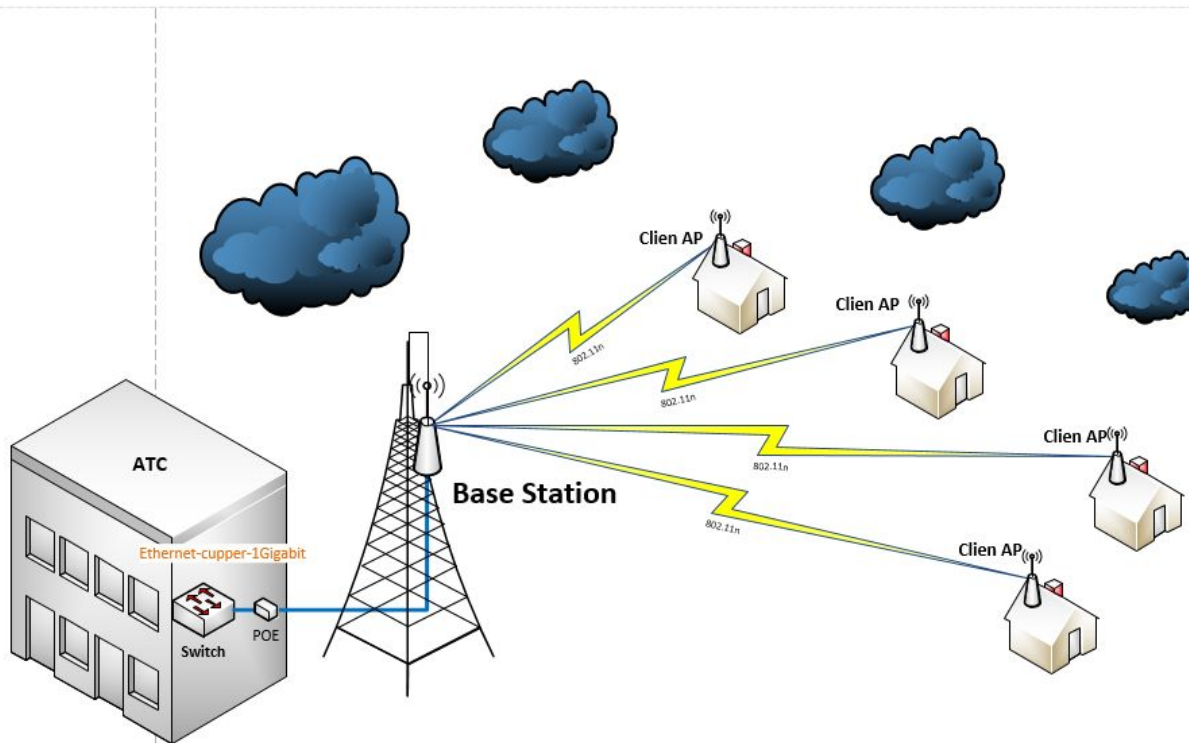 Clien AP
802.11n
Clien AP
802.11n
Clien AP
802.11n
Clien AP
802.11n
Base Station
ATC
Ethernet-cupper-1Gigabit
Switch
POE